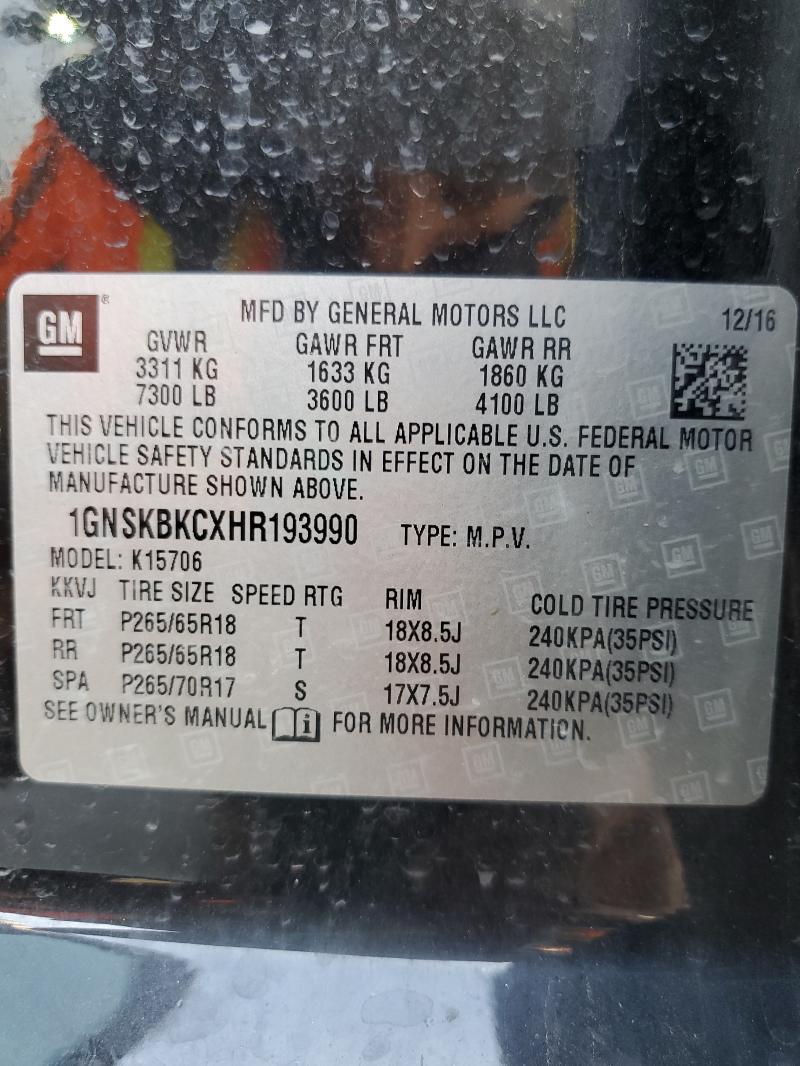 GM ® MFD BY GENERAL MOTORS LLC 12/16
GVWR GAWR FRT GAWR RR
3311 KG 1633 KG 1860 KG
7300 LB 3600 LB 4100 LB
THIS VEHICLE CONFORMS TO ALL APPLICABLE U.S. FEDERAL MOTOR
VEHICLE SAFETY STANDARDS IN EFFECT ON THE DATE OF
MANUFACTURE SHOWN ABOVE.
1GNSKBKCXHR193990 TYPE: M.P.V.
MODEL: K15706
KKVJ TIRE SIZE SPEED RTG RIM COLD TIRE PRESSURE
FRT P265/65R18 T 18X8.5J 240KPA(35PSI)
RR P265/65R18 T 18X8.5J 240KPA(35PSI)
SPA P265/70R17 S 17X7.5J 240KPA(35PSI)
SEE OWNER'S MANUAL i FOR MORE INFORMATION.